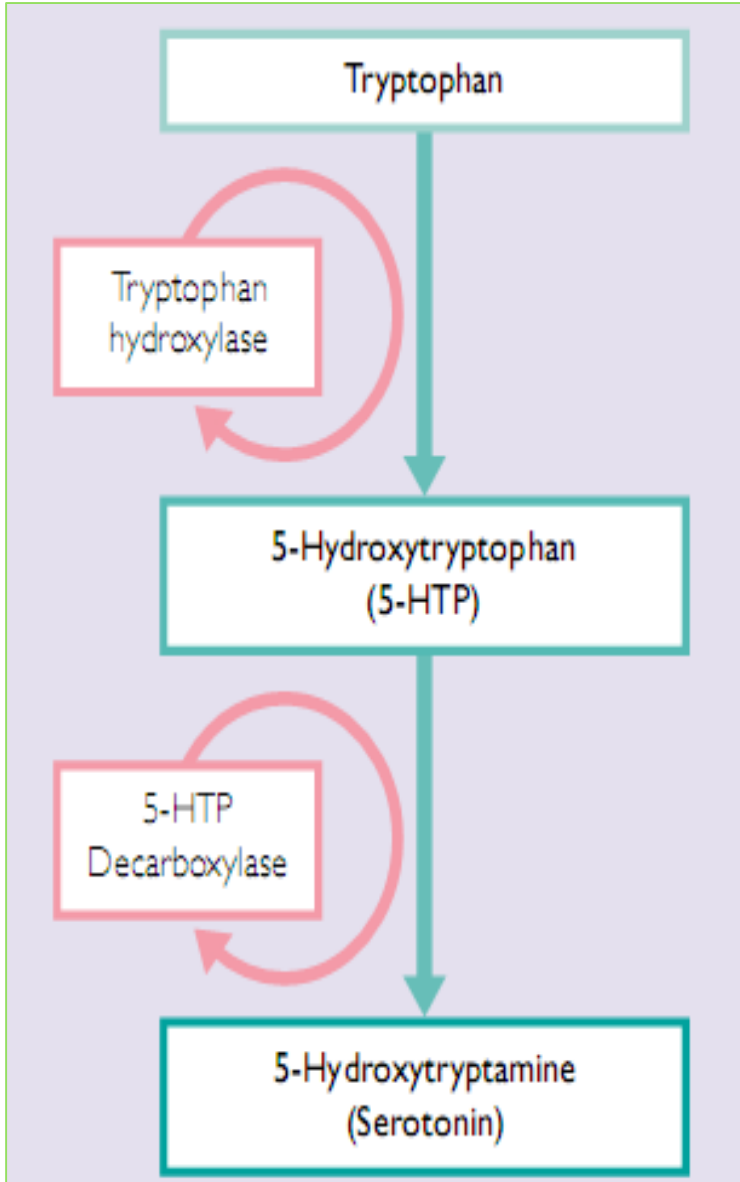 Tryptophan
Tryptophan
hydroxylase
5-Hydroxytryptophan
(5-HTP)
5-HTP
Decarboxylase
5-Hydroxytryptamine
(Serotonin)